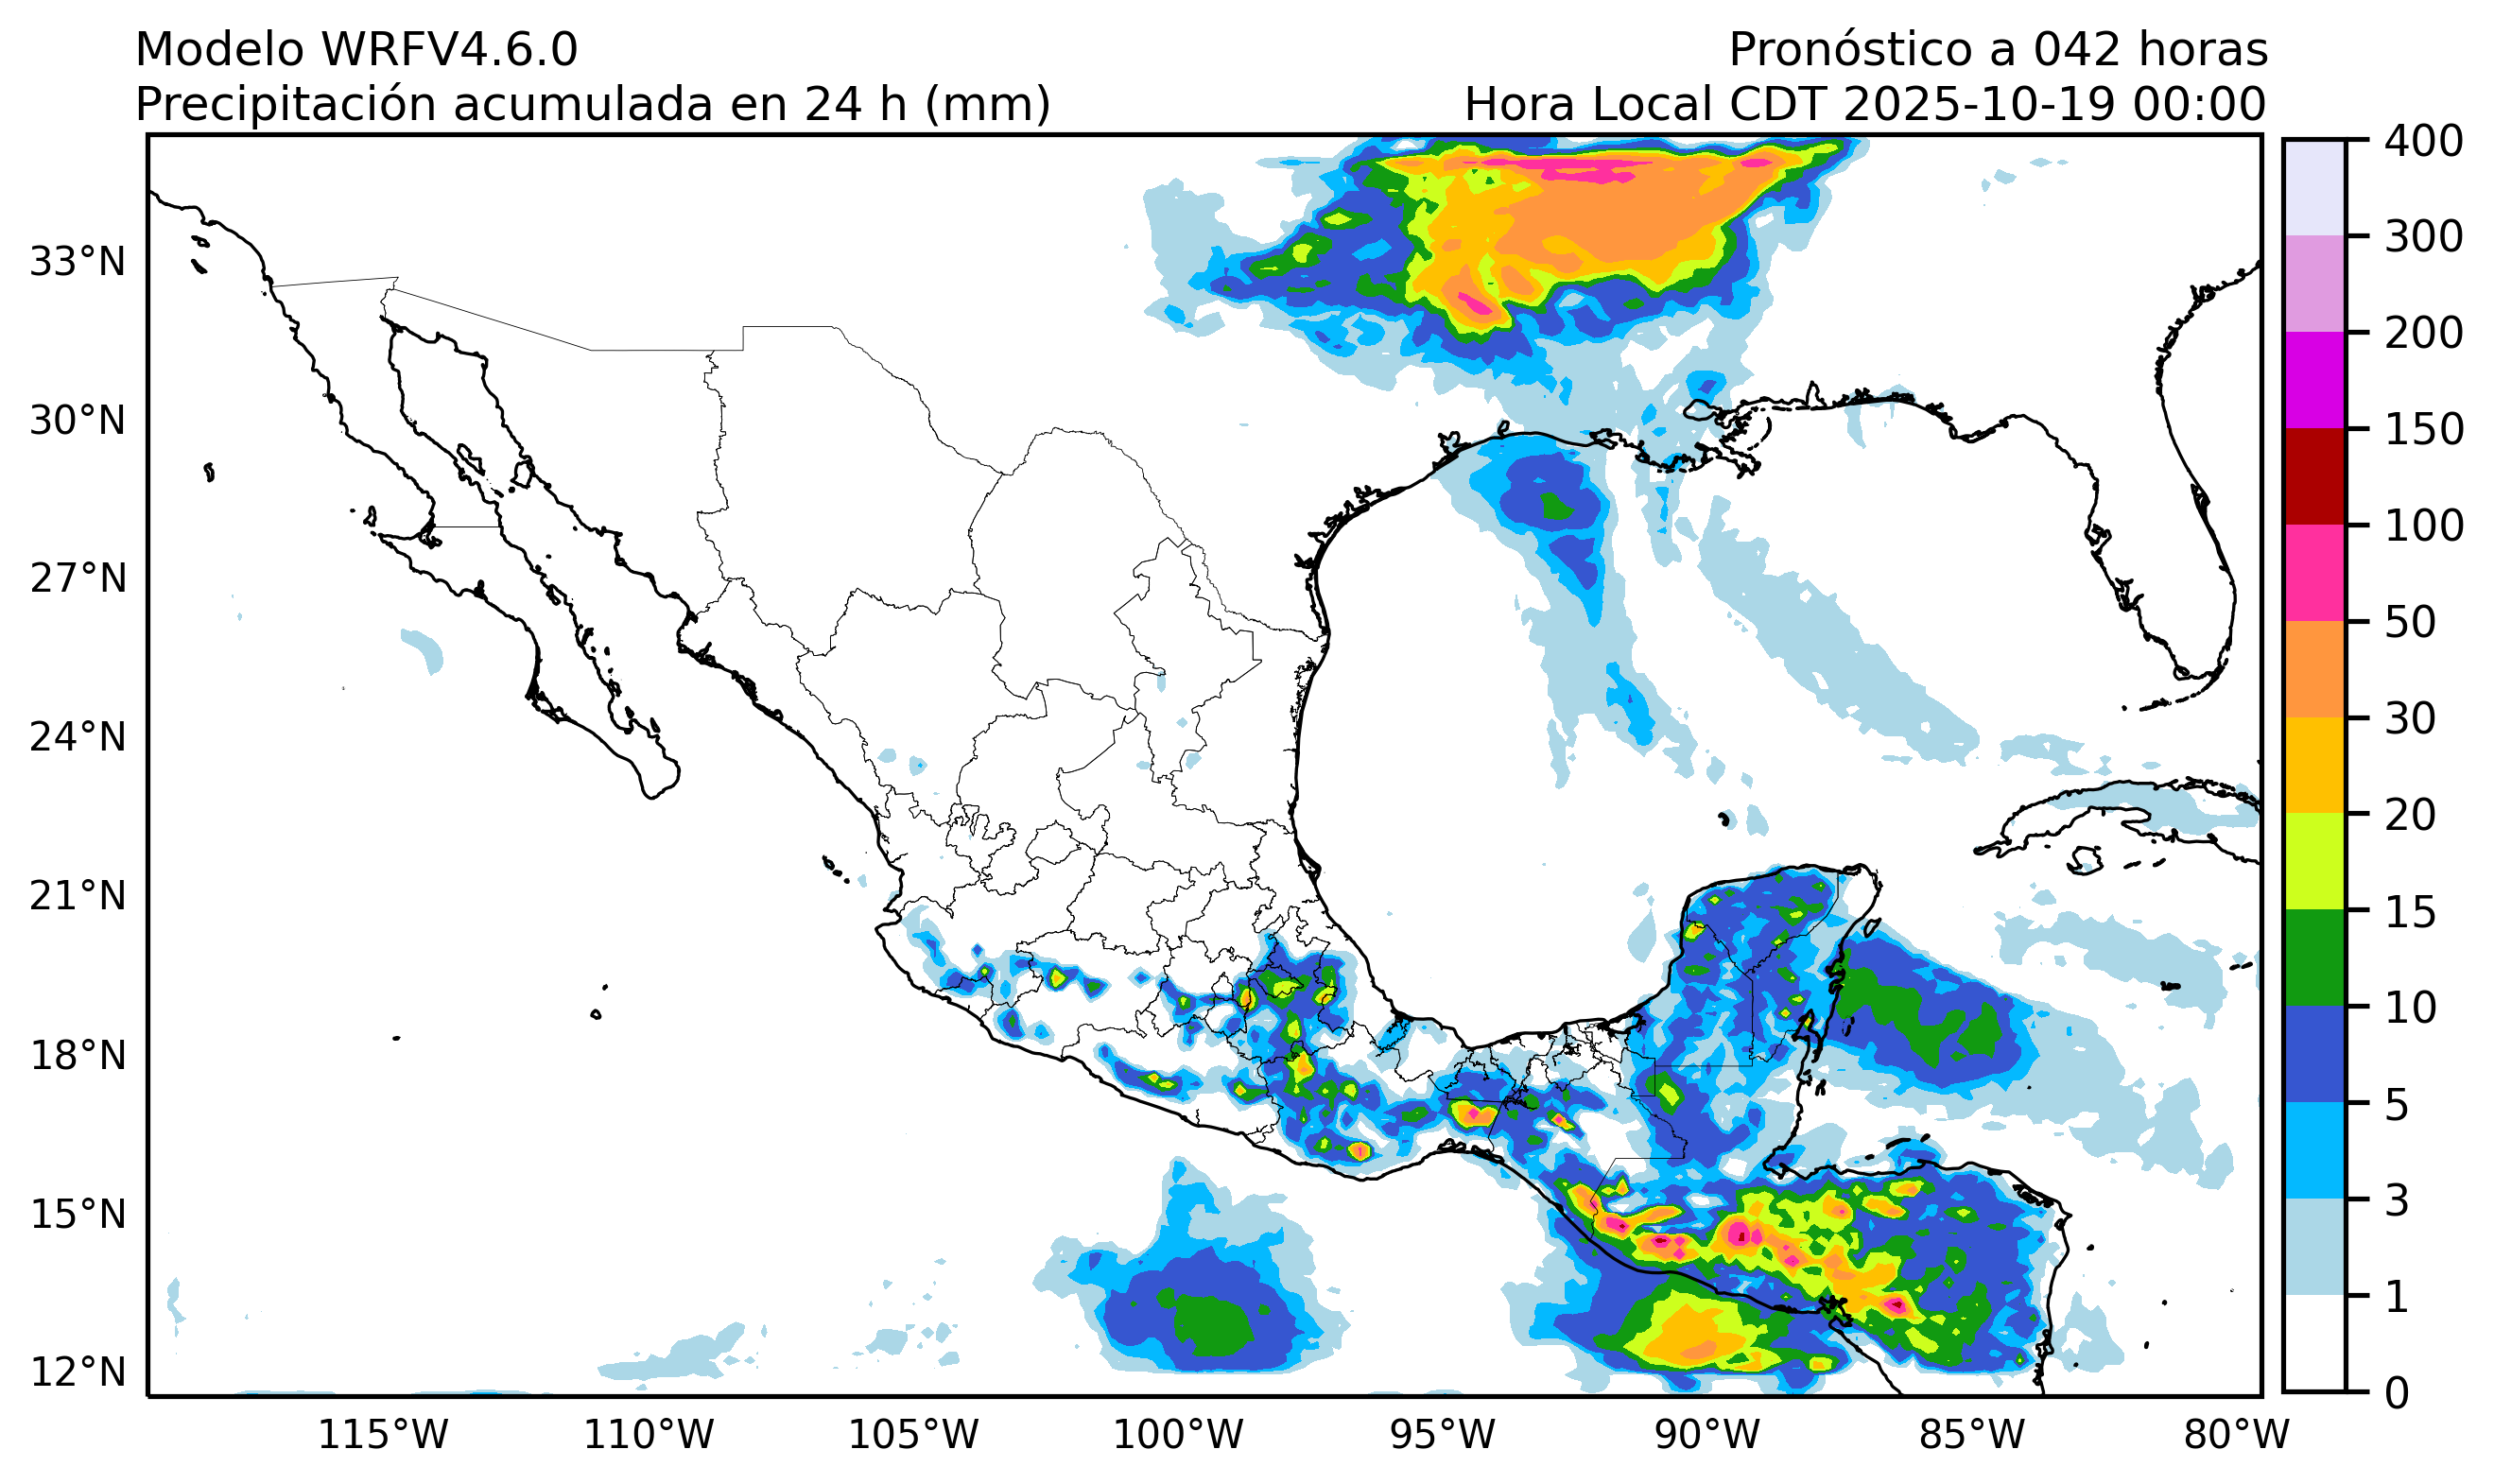 Modelo WRFV4.6.0
Pronóstico a 042 horas
Precipitación acumulada en 24 h (mm)
Hora Local CDT 2025-10-19 00:00
33°N
30°N
27°N
24°N
21°N
18°N
15°N
12°N
115°W
110°W
105°W
100°W
95°W
90°W
85°W
80°W
400
300
200
150
100
50
30
20
15
10
5
3
1
0